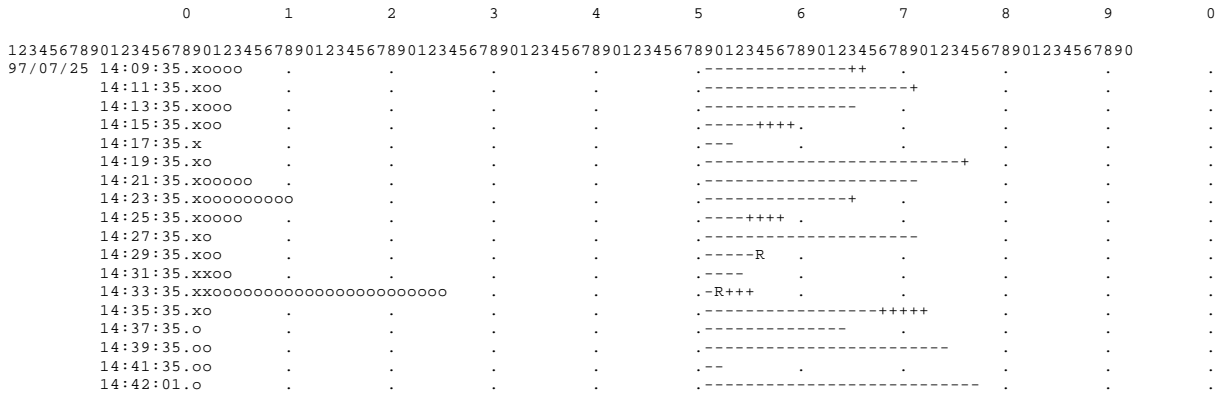 0 1 2 3 4 5 6 7 8 9 0
12345678901234567890123456789012345678901234567890123456789012345678901234567890123456789012345678901234567890
97/07/25 14:09:35.xoooo . . . . .--------------++ . . . .
14:11:35.xoo . . . . .--------------------+ . . .
14:13:35.xooo . . . . .--------------- . . . .
14:15:35.xoo . . . . .-----++++. . . . .
14:17:35.x . . . . .--- . . . . .
14:19:35.xo . . . . .-------------------------+ . . .
14:21:35.xooooo . . . . .--------------------- . . .
14:23:35.xooooooooo . . . .--------------+ . . . .
14:25:35.xoooo . . . . .----++++ . . . . .
14:27:35.xo . . . . .--------------------- . . .
14:29:35.xoo . . . . .-----R . . . . .
14:31:35.xxoo . . . . .---- . . . . .
14:33:35.xxooooooooooooooooooooooo . . .-R+++ . . . . .
14:35:35.xo . . . . .-----------------+++++ . . .
14:37:35.o . . . . .-------------- . . . .
14:39:35.oo . . . . .------------------------ . . .
14:41:35.oo . . . . .-- . . . . .
14:42:01.o . . . . .--------------------------- . . .